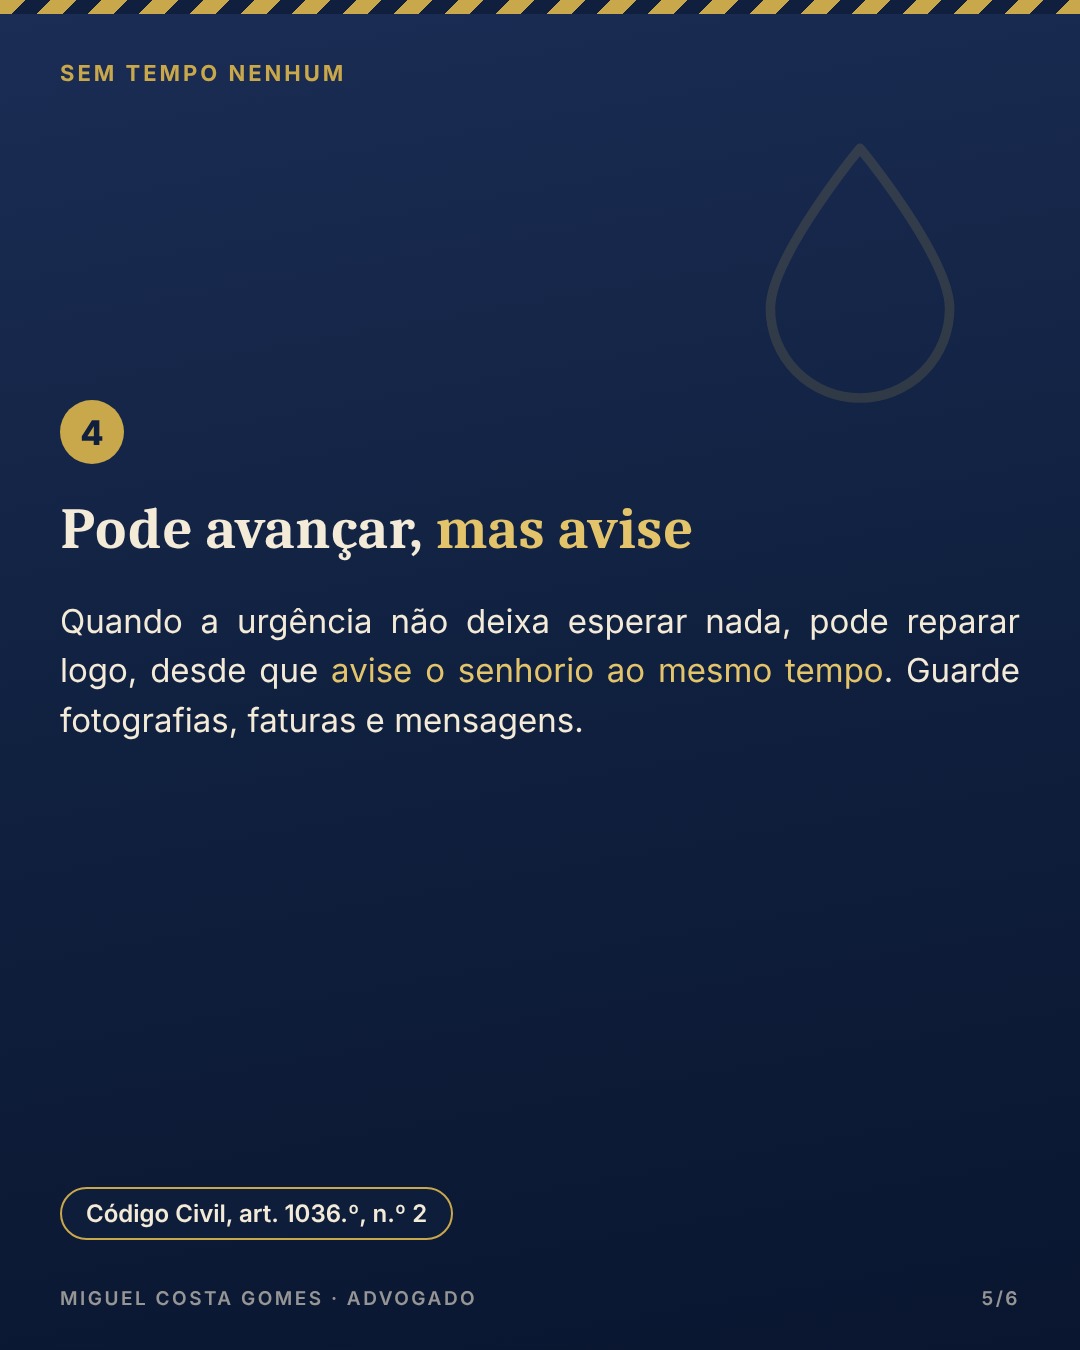 SEM TEMPO NENHUM
4
Pode avançar, mas avise
Quando a urgência não deixa esperar nada, pode reparar
logo, desde que avise o senhorio ao mesmo tempo. Guarde
fotografias, faturas e mensagens.
Código Civil, art. 1036.º, n.º 2
MIGUEL COSTA GOMES · ADVOGADO
5/6